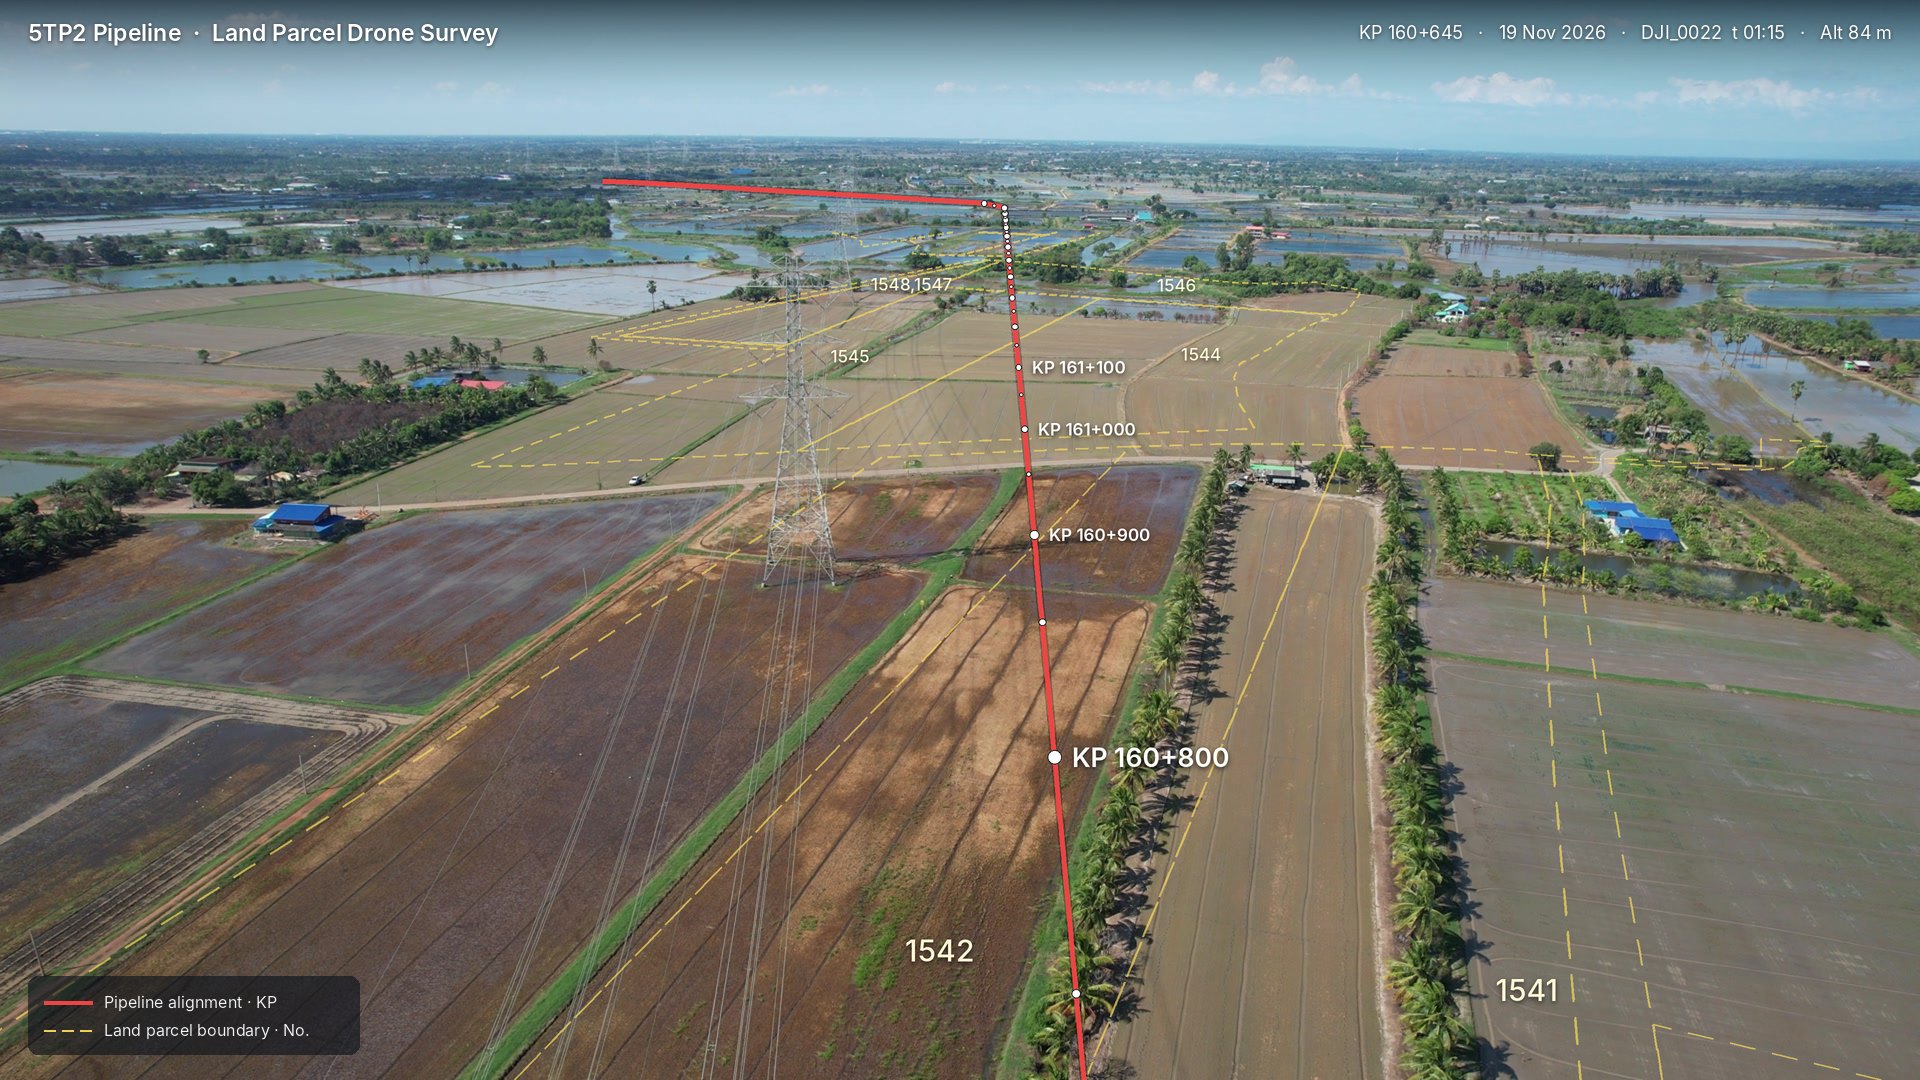 5TP2 Pipeline · Land Parcel Drone Survey
KP 160+645 · 19 Nov 2026 · DJI_0022 t 01:15 · Alt 84 m
1548,1547
1546
1545
1544
KP 161+100
KP 161+000
KP 160+900
KP 160+800
1542
1541
Pipeline alignment · KP
Land parcel boundary · No.